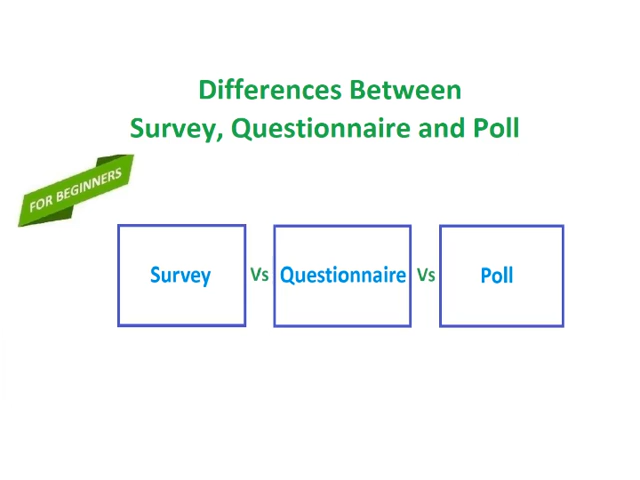 Differences Between
Survey, Questionnaire and Poll
FOR BEGINNERS
Survey Vs Questionnaire Vs Poll